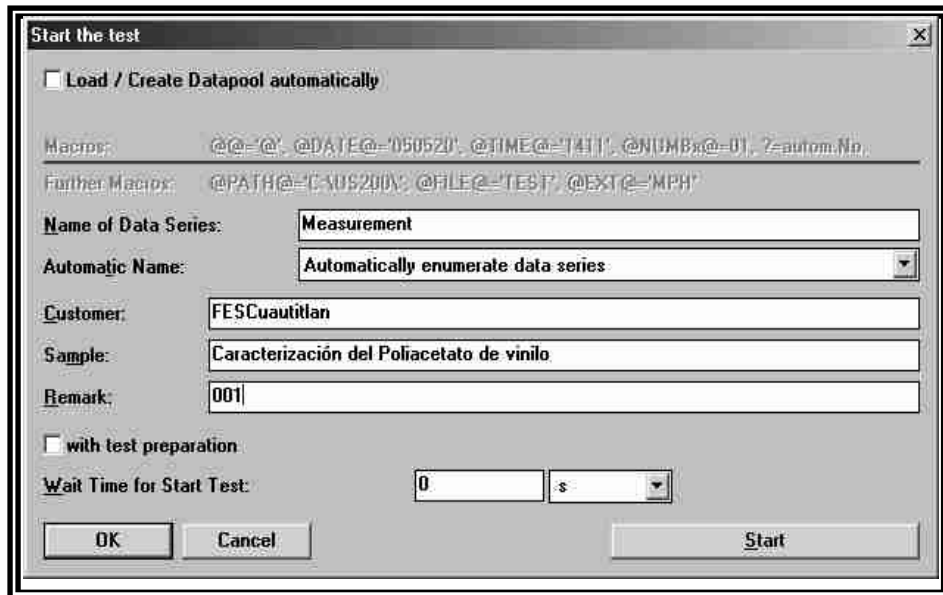 Start the test
Load / Create Datapool automatically
Macros: @@='@', @DATE@='050520', @TIME@='1411', @NUMBx@=01, ?=autom.No.
Further Macros: @PATH@='C:\US200\', @FILE@='TEST', @EXT@='MPH'
Name of Data Series: Measurement
Automatic Name: Automatically enumerate data series
Customer: FESCuautitlan
Sample: Caracterización del Poliacetato de vinilo
Remark: 001
with test preparation
Wait Time for Start Test: 0 s
OK Cancel Start